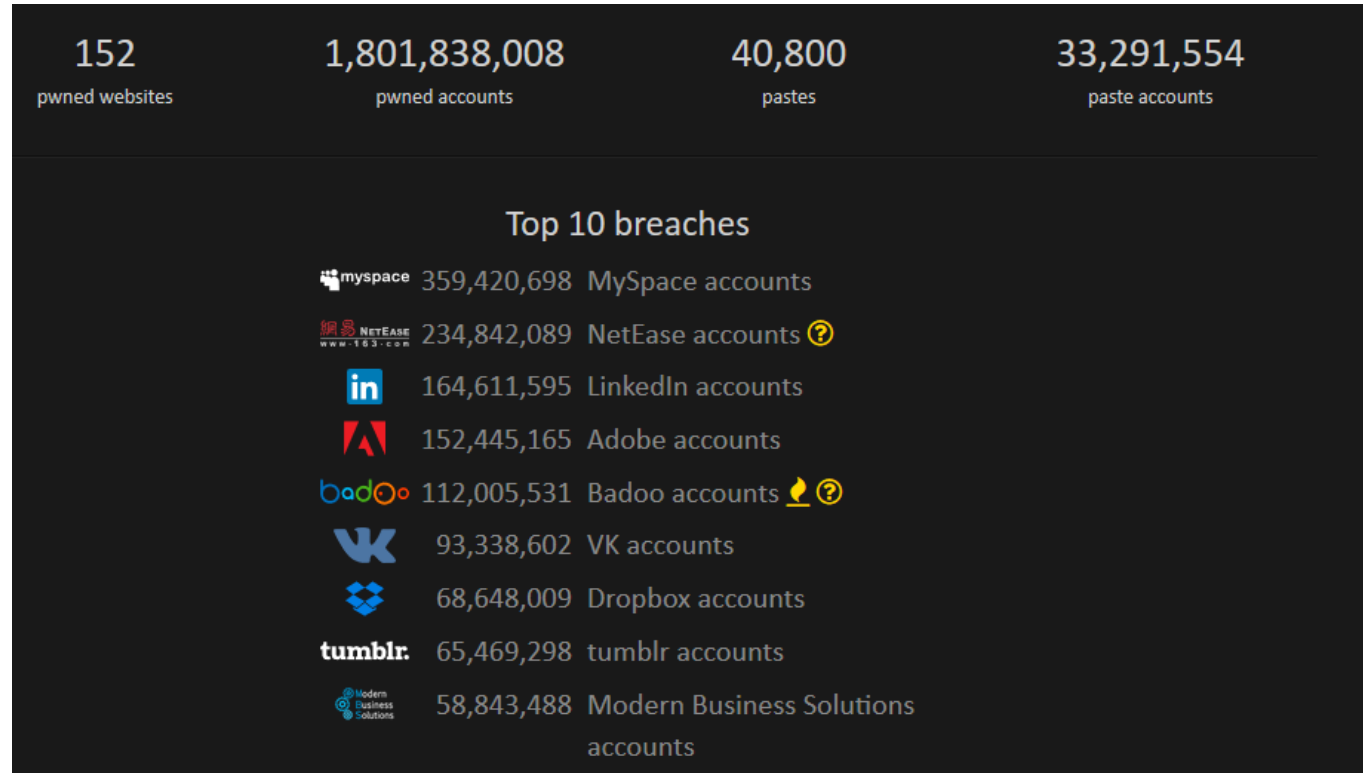 152 1,801,838,008 40,800 33,291,554
pwned websites pwned accounts pastes paste accounts
Top 10 breaches
myspace 359,420,698 MySpace accounts
網易 NETEASE www.163.com 234,842,089 NetEase accounts ?
in 164,611,595 LinkedIn accounts
152,445,165 Adobe accounts
badoo 112,005,531 Badoo accounts ?
VK 93,338,602 VK accounts
68,648,009 Dropbox accounts
tumblr. 65,469,298 tumblr accounts
Modern
Business
Solutions
58,843,488 Modern Business Solutions
accounts